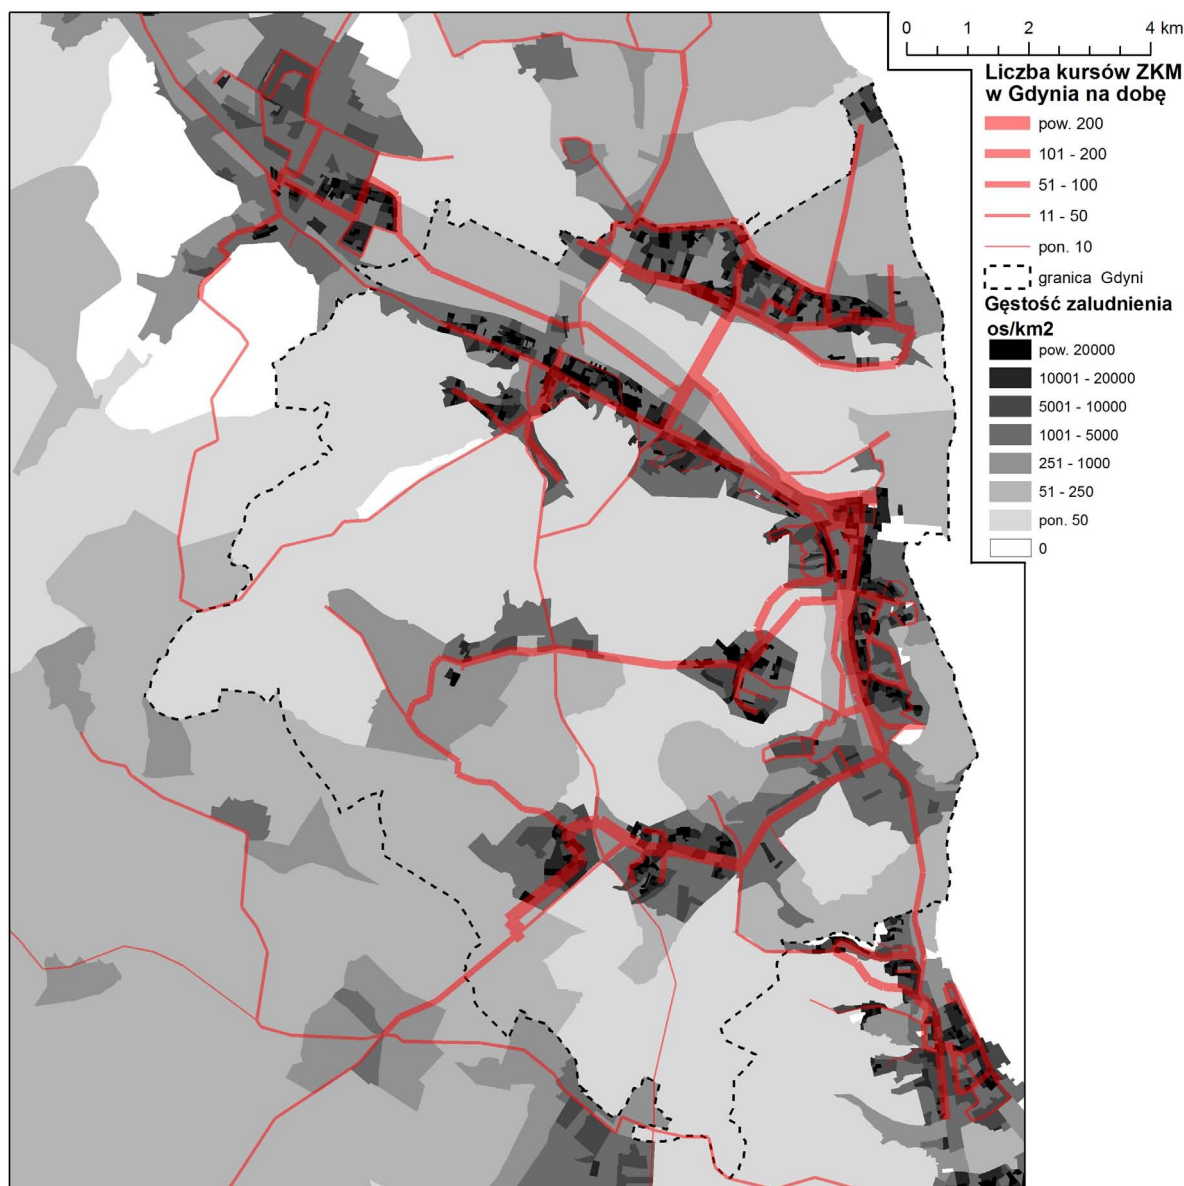 0 1 2 4 km
Liczba kursów ZKM
w Gdynia na dobę
pow. 200
101 - 200
51 - 100
11 - 50
pon. 10
granica Gdyni
Gęstość zaludnienia
os/km2
pow. 20000
10001 - 20000
5001 - 10000
1001 - 5000
251 - 1000
51 - 250
pon. 50
0